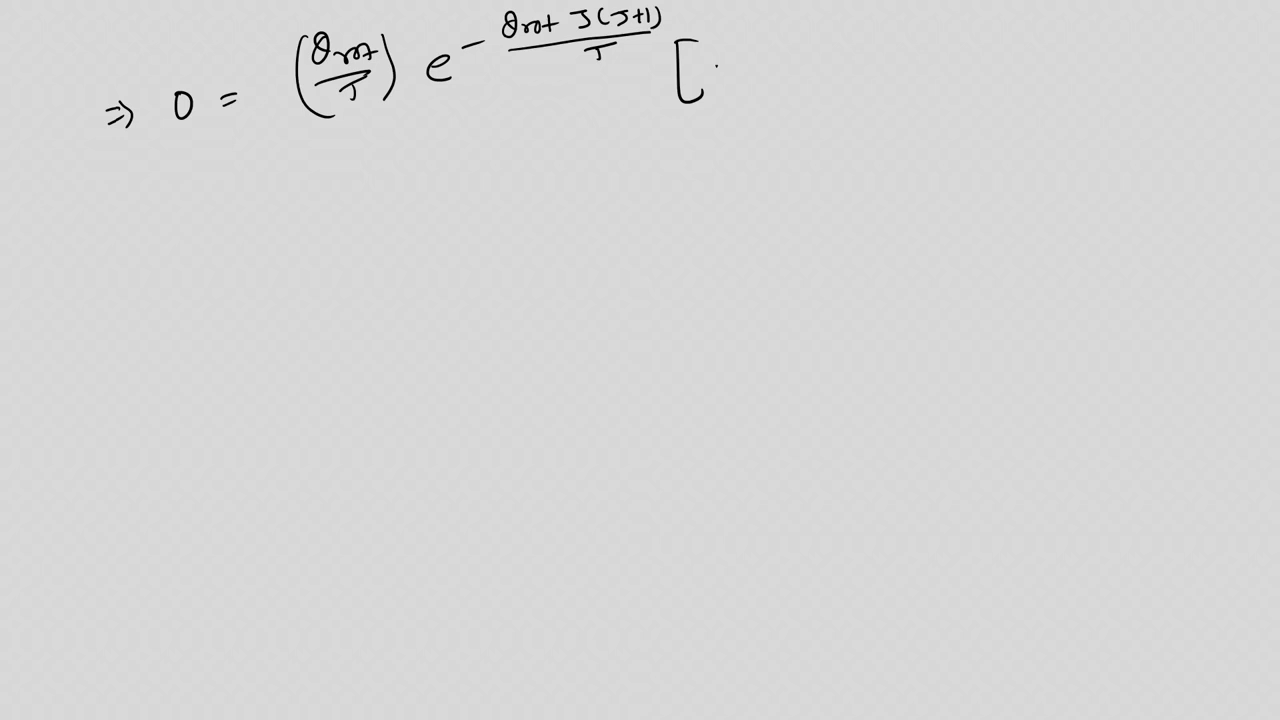 ⇒ 0 = (θrot/T) e^{-θrot J(J+1)/T} [